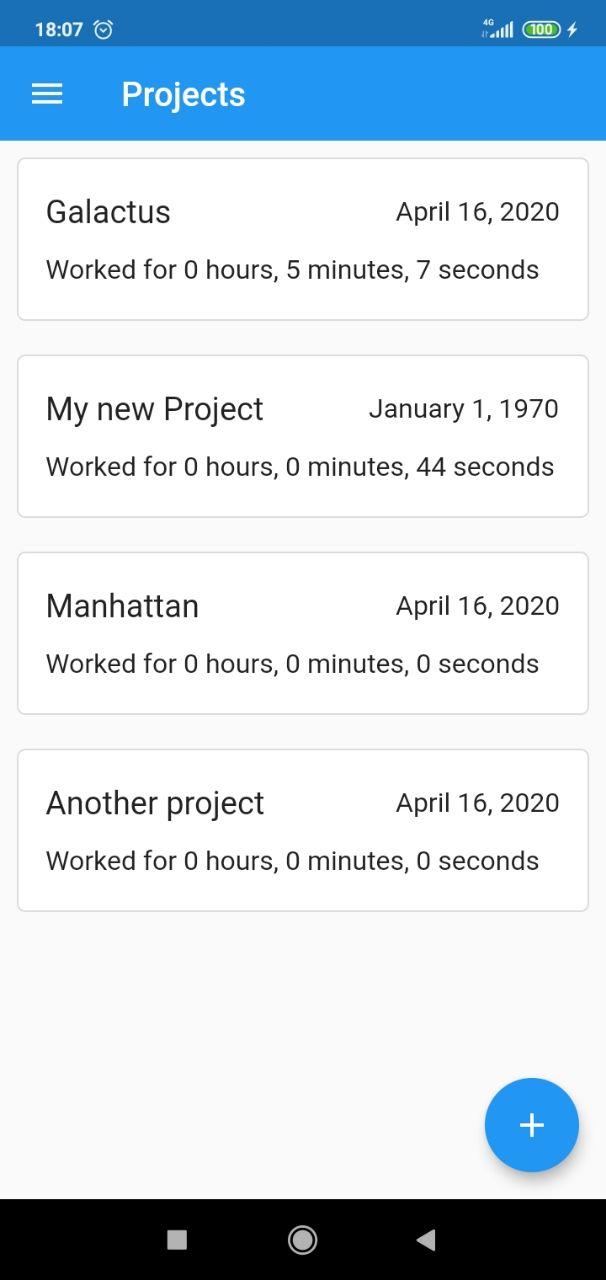 18:07
4G
100
Projects
Galactus
April 16, 2020
Worked for 0 hours, 5 minutes, 7 seconds
My new Project
January 1, 1970
Worked for 0 hours, 0 minutes, 44 seconds
Manhattan
April 16, 2020
Worked for 0 hours, 0 minutes, 0 seconds
Another project
April 16, 2020
Worked for 0 hours, 0 minutes, 0 seconds
+